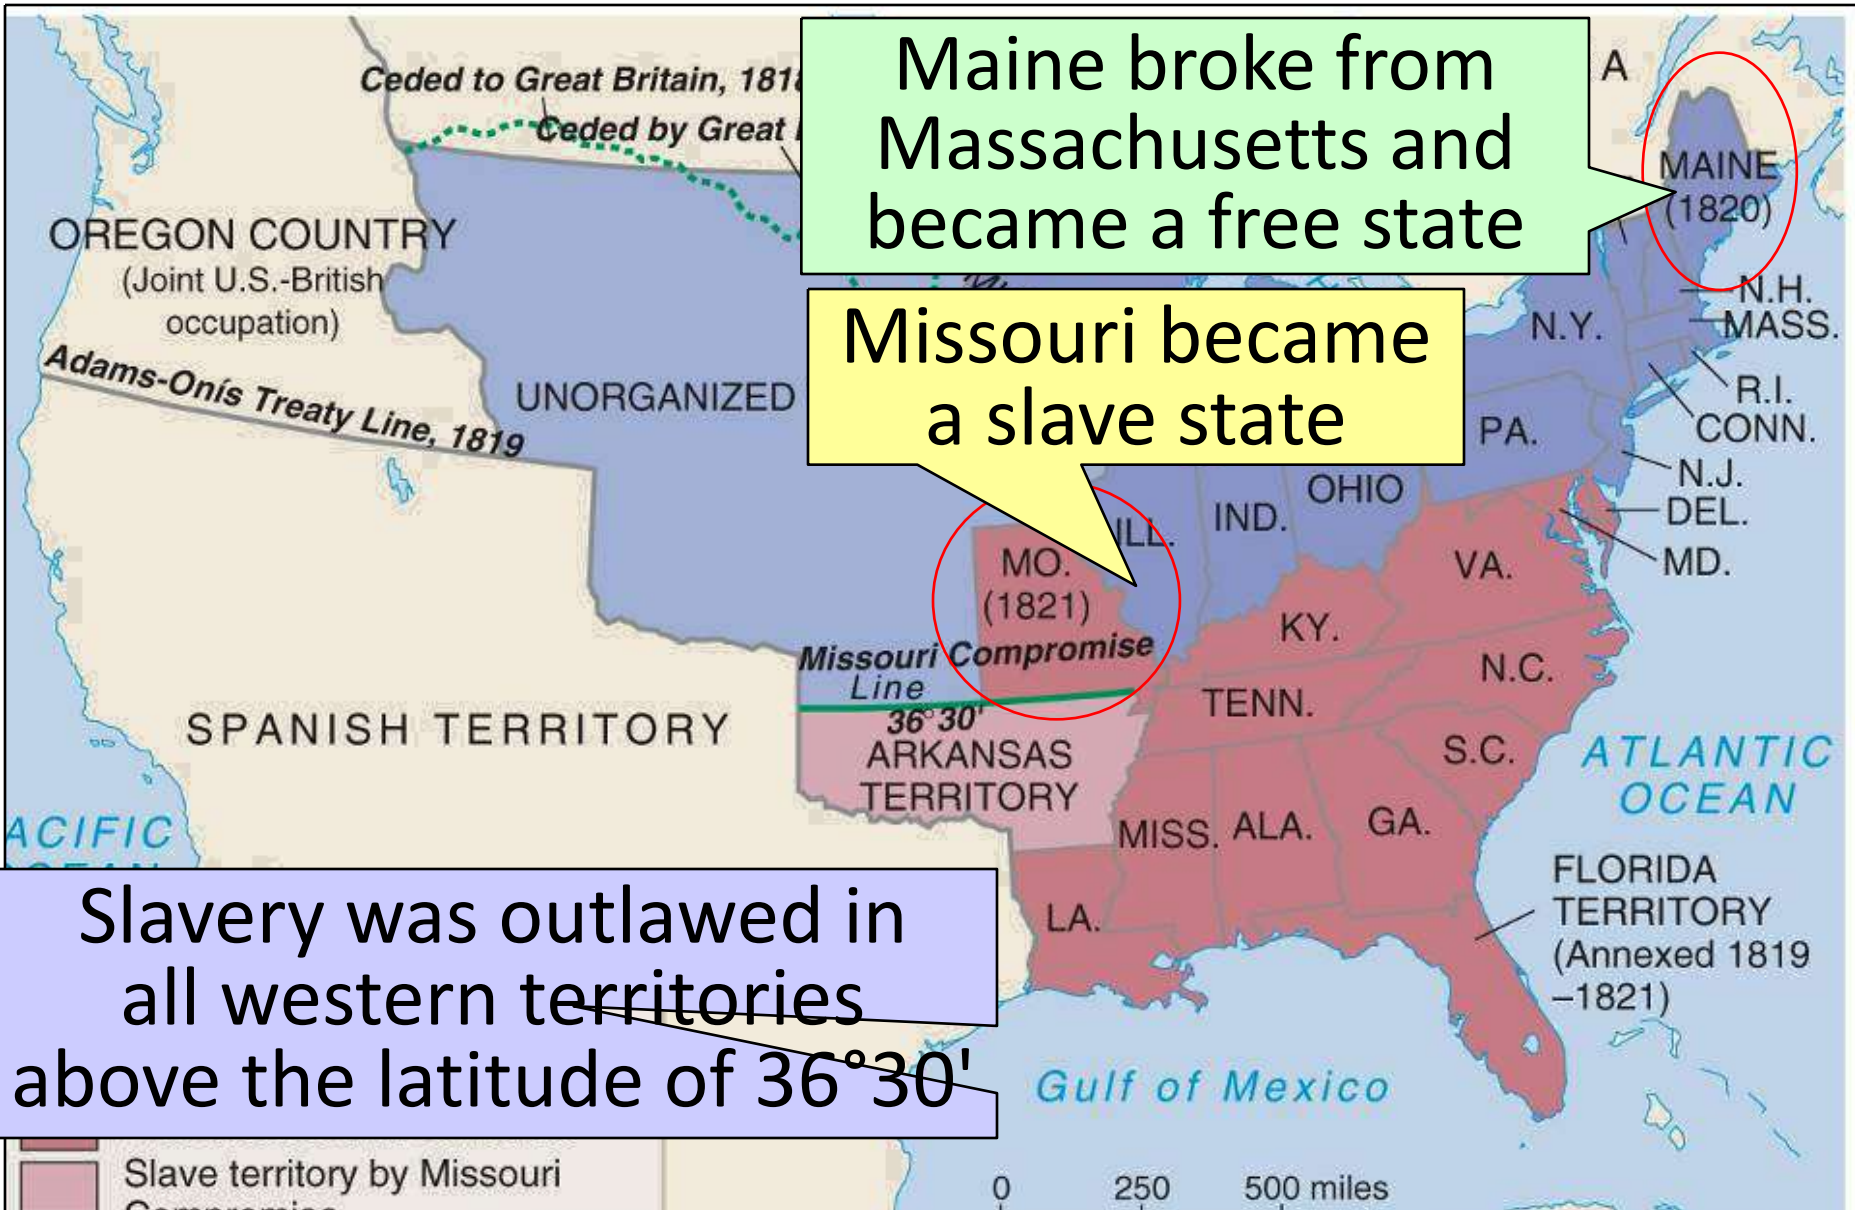 Maine broke from
Massachusetts and
became a free state
Missouri became
a slave state
Slavery was outlawed in
all western territories
above the latitude of 36°30'
Ceded to Great Britain, 1818
Ceded by Great
A
MAINE
(1820)
OREGON COUNTRY
(Joint U.S.-British
occupation)
Adams-Onís Treaty Line, 1819
UNORGANIZED
N.H.
MASS.
N.Y.
R.I.
CONN.
PA.
N.J.
DEL.
MD.
OHIO
IND.
ILL.
MO.
(1821)
VA.
KY.
Missouri Compromise
Line
36°30'
N.C.
TENN.
SPANISH TERRITORY
ARKANSAS
TERRITORY
S.C.
MISS.
ALA.
GA.
LA.
ATLANTIC
OCEAN
ACIFIC
FLORIDA
TERRITORY
(Annexed 1819
–1821)
Gulf of Mexico
Slave territory by Missouri
0 250 500 miles